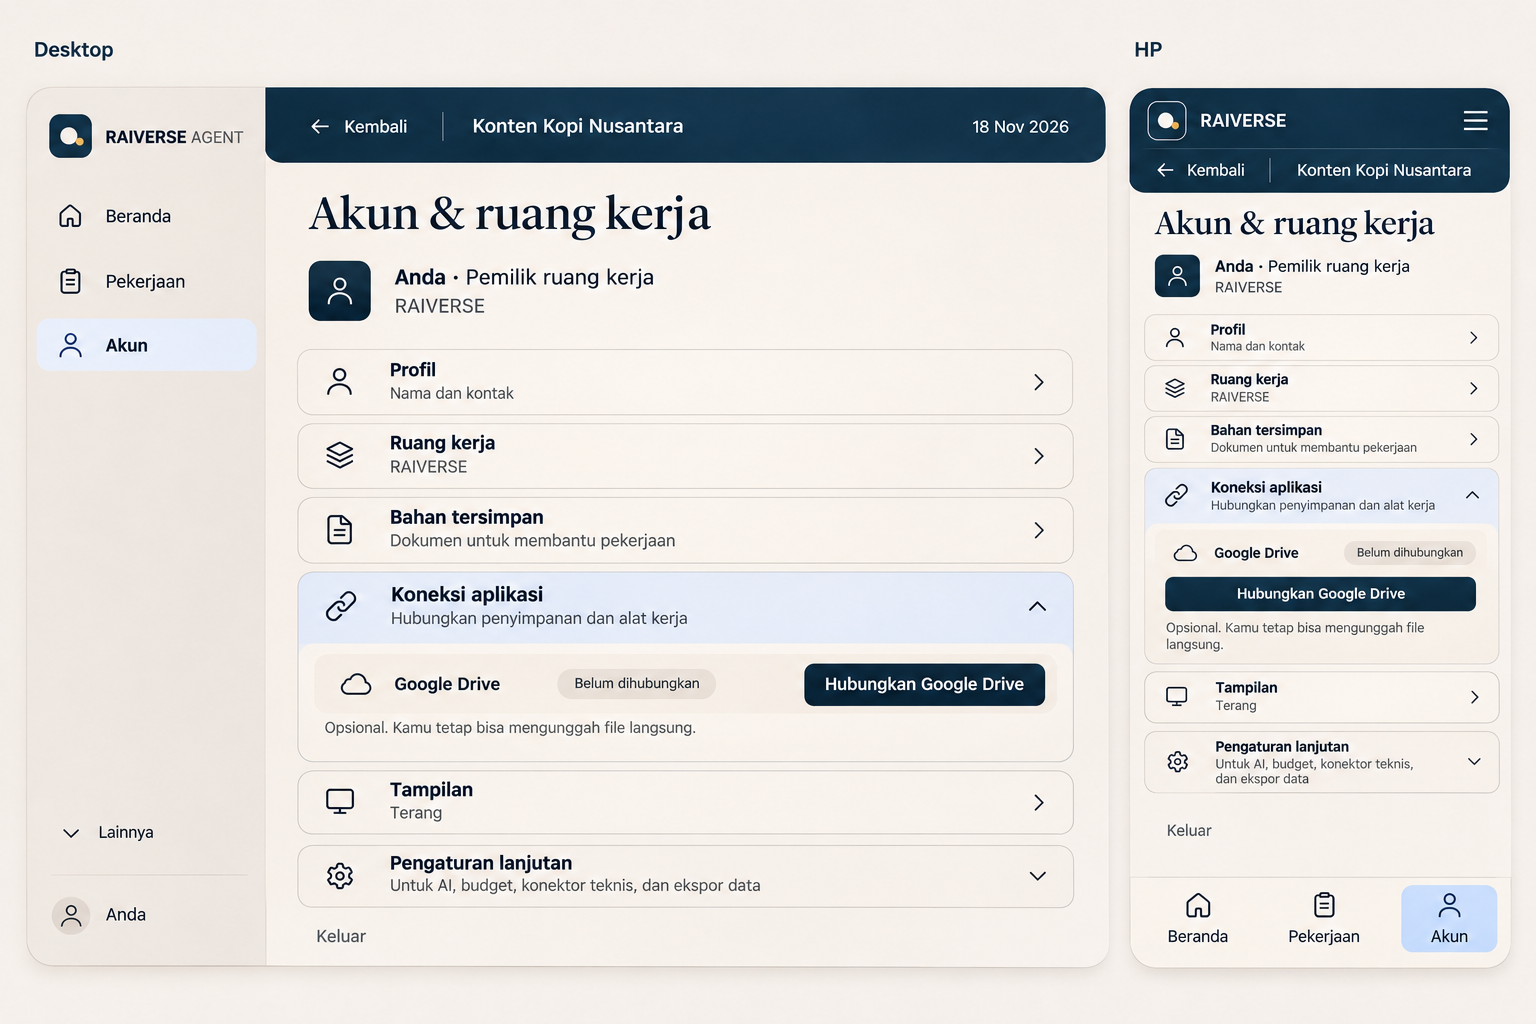 Desktop
RAIVERSE AGENT
Beranda
Pekerjaan
Akun
Lainnya
Anda
Kembali
Konten Kopi Nusantara
18 Nov 2026
Akun & ruang kerja
Anda · Pemilik ruang kerja
RAIVERSE
Profil
Nama dan kontak
Ruang kerja
RAIVERSE
Bahan tersimpan
Dokumen untuk membantu pekerjaan
Koneksi aplikasi
Hubungkan penyimpanan dan alat kerja
Google Drive
Belum dihubungkan
Hubungkan Google Drive
Opsional. Kamu tetap bisa mengunggah file langsung.
Tampilan
Terang
Pengaturan lanjutan
Untuk AI, budget, konektor teknis, dan ekspor data
Keluar
HP
RAIVERSE
Kembali
Konten Kopi Nusantara
Akun & ruang kerja
Anda · Pemilik ruang kerja
RAIVERSE
Profil
Nama dan kontak
Ruang kerja
RAIVERSE
Bahan tersimpan
Dokumen untuk membantu pekerjaan
Koneksi aplikasi
Hubungkan penyimpanan dan alat kerja
Google Drive
Belum dihubungkan
Hubungkan Google Drive
Opsional. Kamu tetap bisa mengunggah file
langsung.
Tampilan
Terang
Pengaturan lanjutan
Untuk AI, budget, konektor teknis,
dan ekspor data
Keluar
Beranda
Pekerjaan
Akun